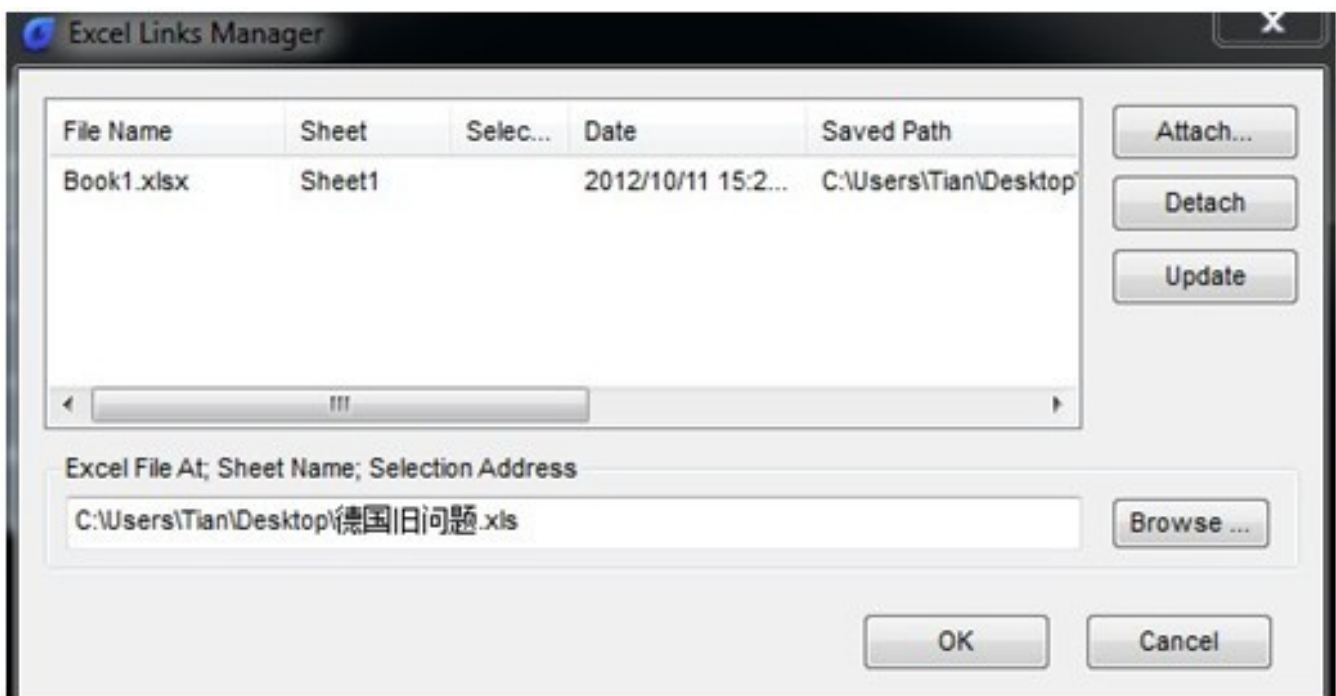 Excel Links Manager
File Name Sheet Selec... Date Saved Path
Book1.xlsx Sheet1 2012/10/11 15:2... C:\Users\Tian\Desktop\
Attach...
Detach
Update
Excel File At; Sheet Name; Selection Address
C:\Users\Tian\Desktop\德国旧问题.xls
Browse ...
OK Cancel